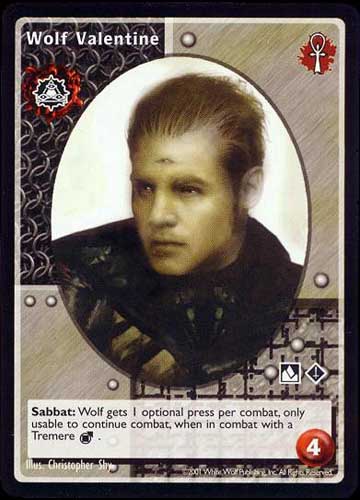 Wolf Valentine
Sabbat: Wolf gets 1 optional press per combat, only
usable to continue combat, when in combat with a
Tremere .
4
Illus. Christopher Shy
©2001 White Wolf Publishing, Inc. All Rights Reserved.